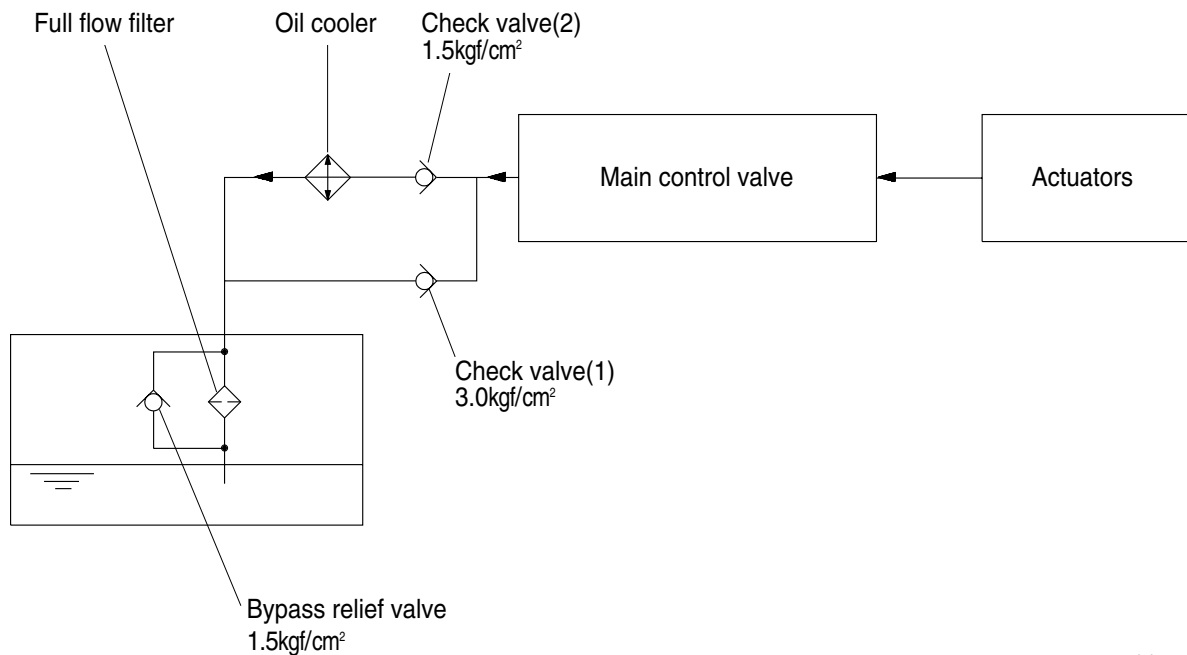 Full flow filter
Oil cooler
Check valve(2)
1.5kgf/cm²
Main control valve
Actuators
Check valve(1)
3.0kgf/cm²
Bypass relief valve
1.5kgf/cm²